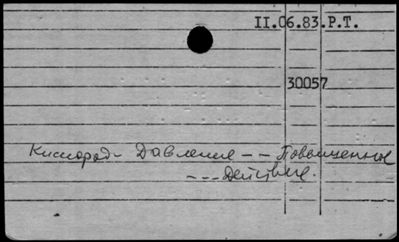 II.06.83.Р.Т.
30057
Кислород - Давление -- Повышенное
--- Действие.